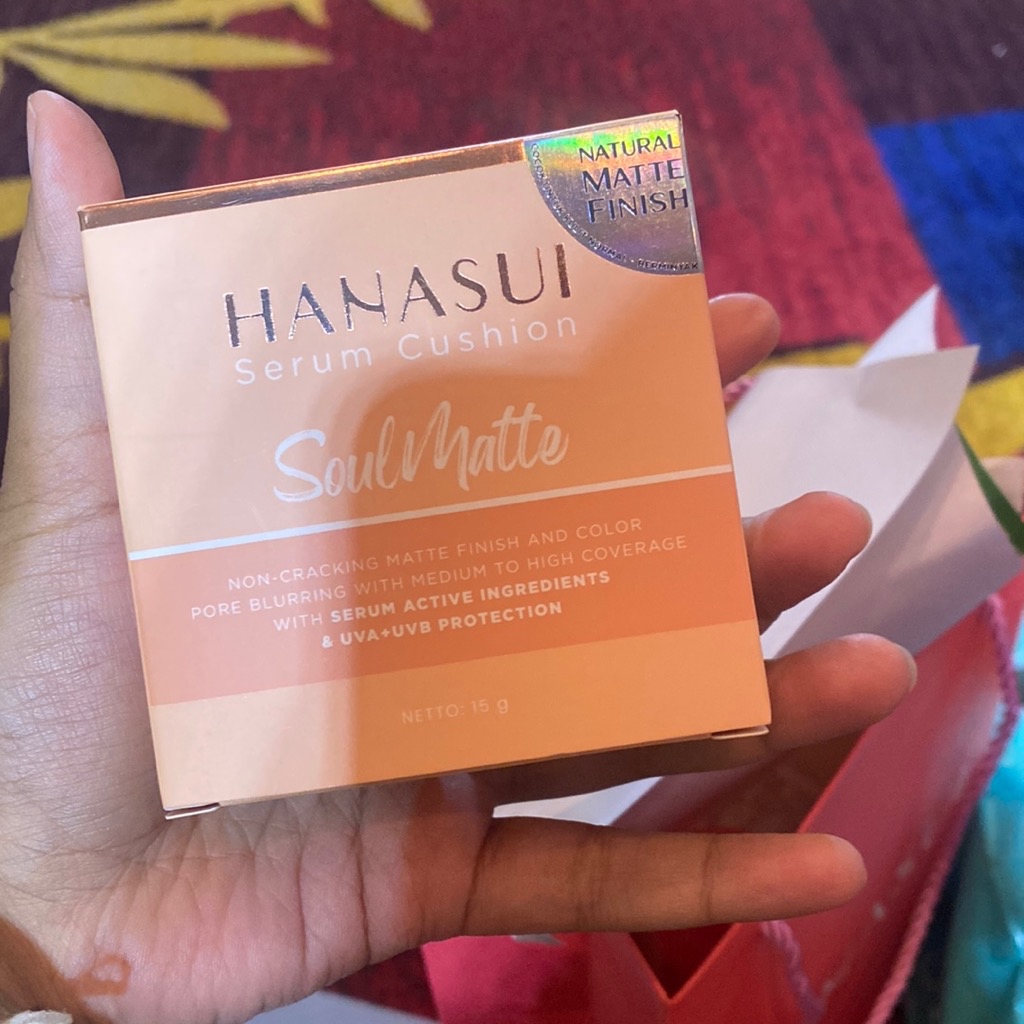 NATURAL
MATTE
FINISH
HANASUI
Serum Cushion
SoulMatte
NON-CRACKING MATTE FINISH AND COLOR
PORE BLURRING WITH MEDIUM TO HIGH COVERAGE
WITH SERUM ACTIVE INGREDIENTS
& UVA+UVB PROTECTION
NETTO: 15 g